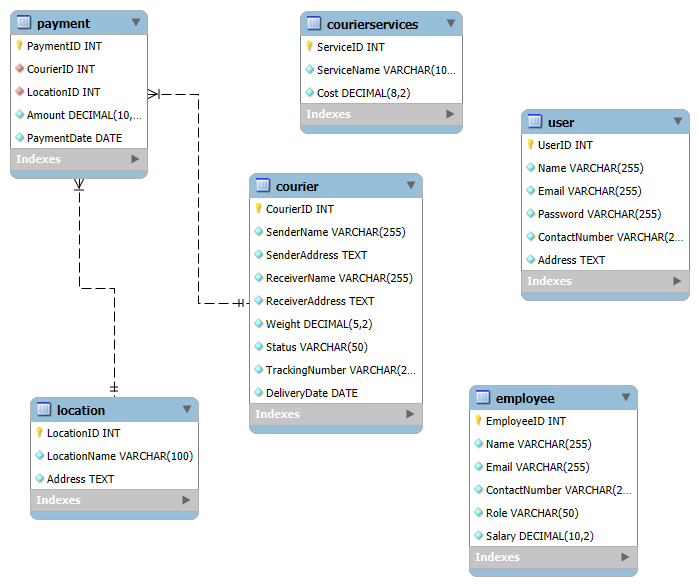 payment
PaymentID INT
CourierID INT
LocationID INT
Amount DECIMAL(10,...
PaymentDate DATE
Indexes
courierservices
ServiceID INT
ServiceName VARCHAR(10...
Cost DECIMAL(8,2)
Indexes
user
UserID INT
Name VARCHAR(255)
Email VARCHAR(255)
Password VARCHAR(255)
ContactNumber VARCHAR(2...
Address TEXT
Indexes
courier
CourierID INT
SenderName VARCHAR(255)
SenderAddress TEXT
ReceiverName VARCHAR(255)
ReceiverAddress TEXT
Weight DECIMAL(5,2)
Status VARCHAR(50)
TrackingNumber VARCHAR(2...
DeliveryDate DATE
Indexes
location
LocationID INT
LocationName VARCHAR(100)
Address TEXT
Indexes
employee
EmployeeID INT
Name VARCHAR(255)
Email VARCHAR(255)
ContactNumber VARCHAR(2...
Role VARCHAR(50)
Salary DECIMAL(10,2)
Indexes